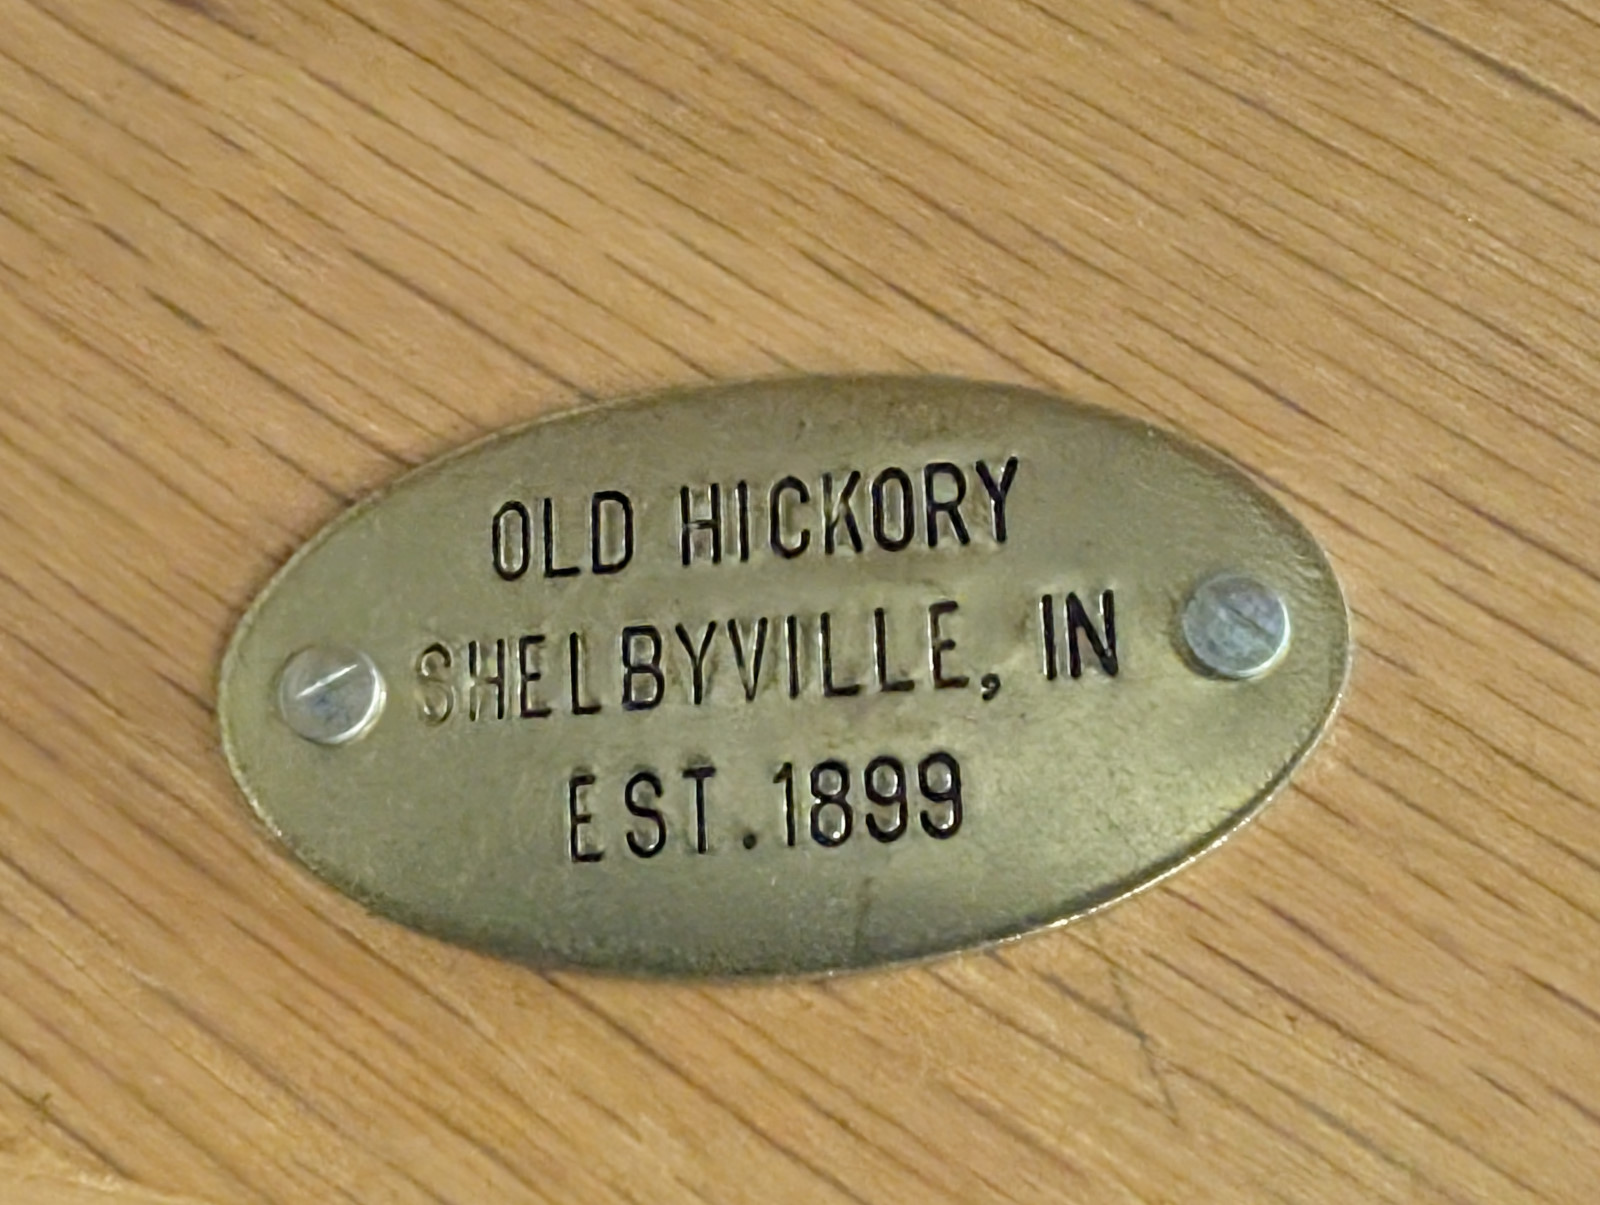 OLD HICKORY
SHELBYVILLE, IN
EST.1899